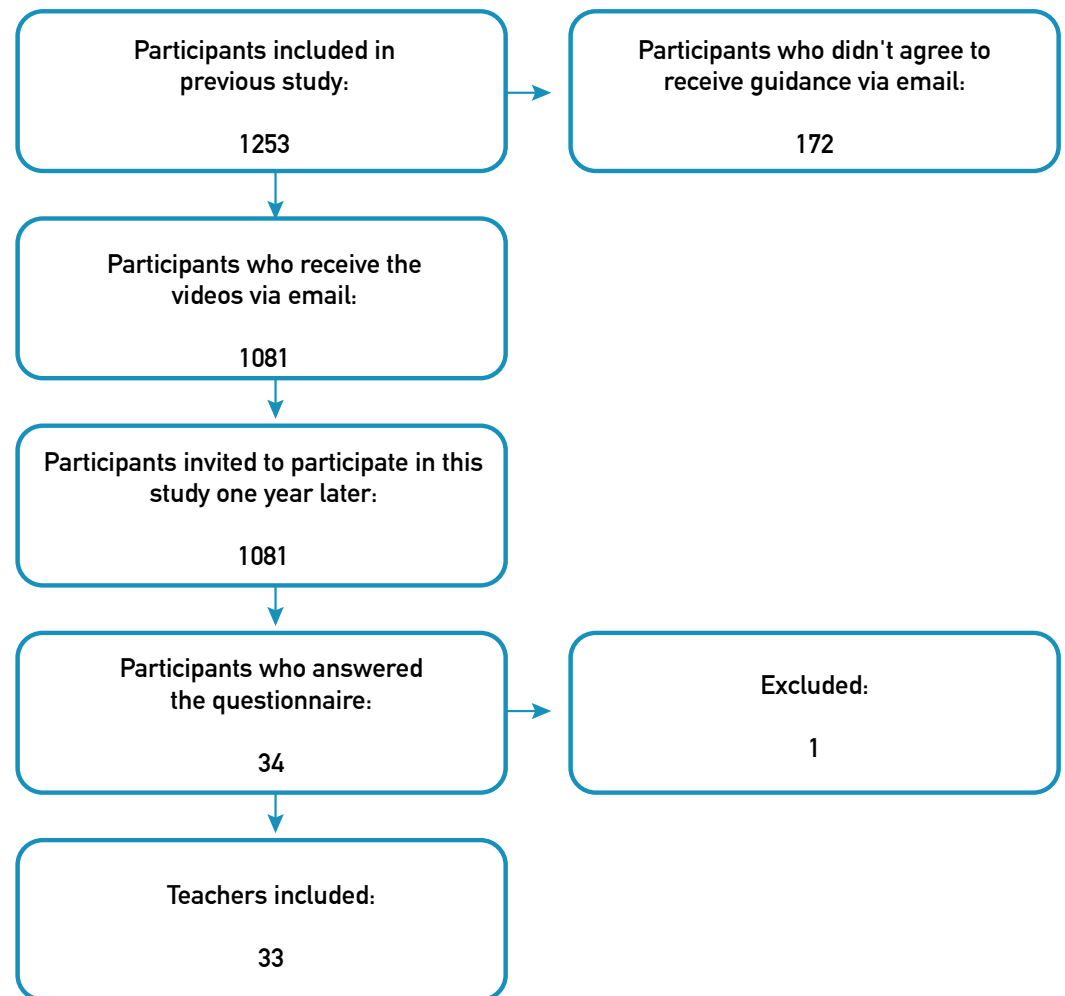 Participants included in
previous study:
1253
Participants who didn't agree to
receive guidance via email:
172
Participants who receive the
videos via email:
1081
Participants invited to participate in this
study one year later:
1081
Participants who answered
the questionnaire:
34
Excluded:
1
Teachers included:
33